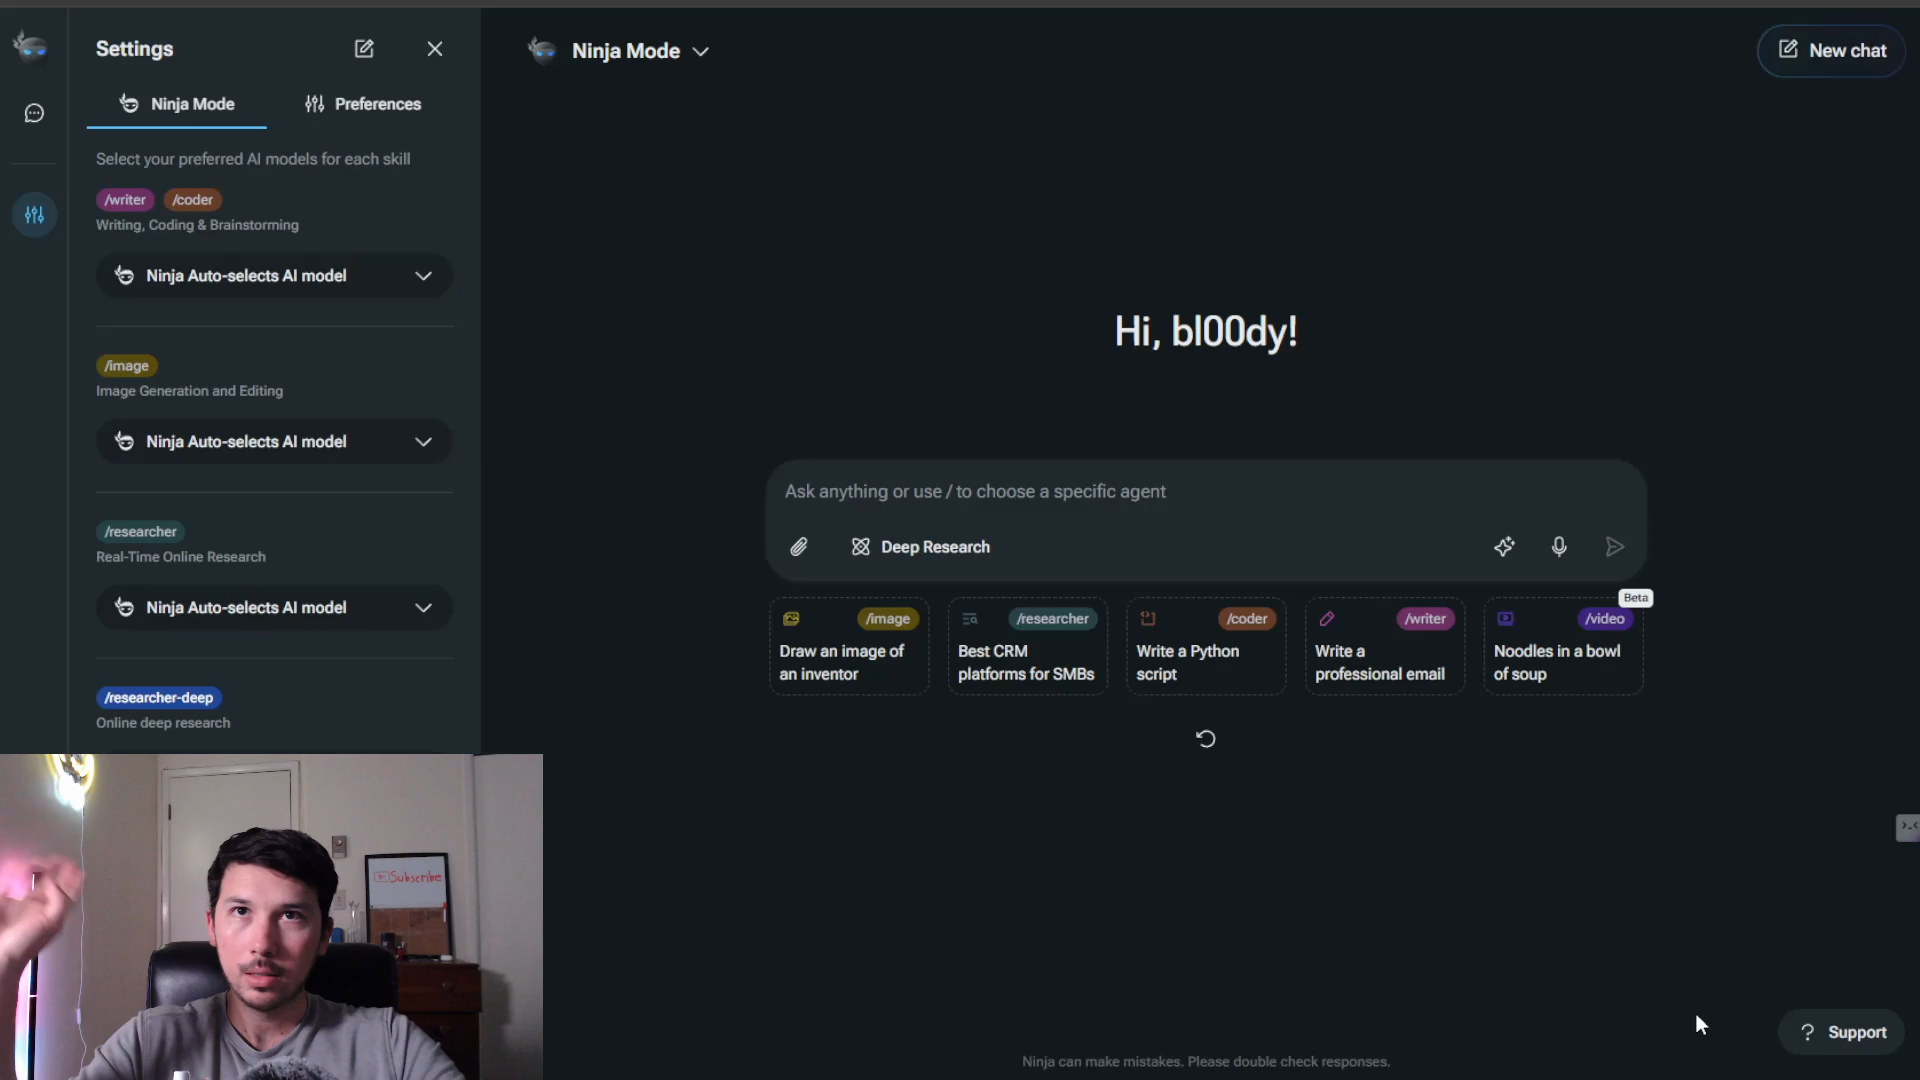 Settings
Ninja Mode
Preferences
Select your preferred AI models for each skill
/writer /coder
Writing, Coding & Brainstorming
Ninja Auto-selects AI model
/image
Image Generation and Editing
Ninja Auto-selects AI model
/researcher
Real-Time Online Research
Ninja Auto-selects AI model
/researcher-deep
Online deep research
Subscribe
Ninja Mode
New chat
Hi, bl00dy!
Ask anything or use / to choose a specific agent
Deep Research
/image
Draw an image of
an inventor
/researcher
Best CRM
platforms for SMBs
/coder
Write a Python
script
/writer
Write a
professional email
Beta
/video
Noodles in a bowl
of soup
Ninja can make mistakes. Please double check responses.
? Support